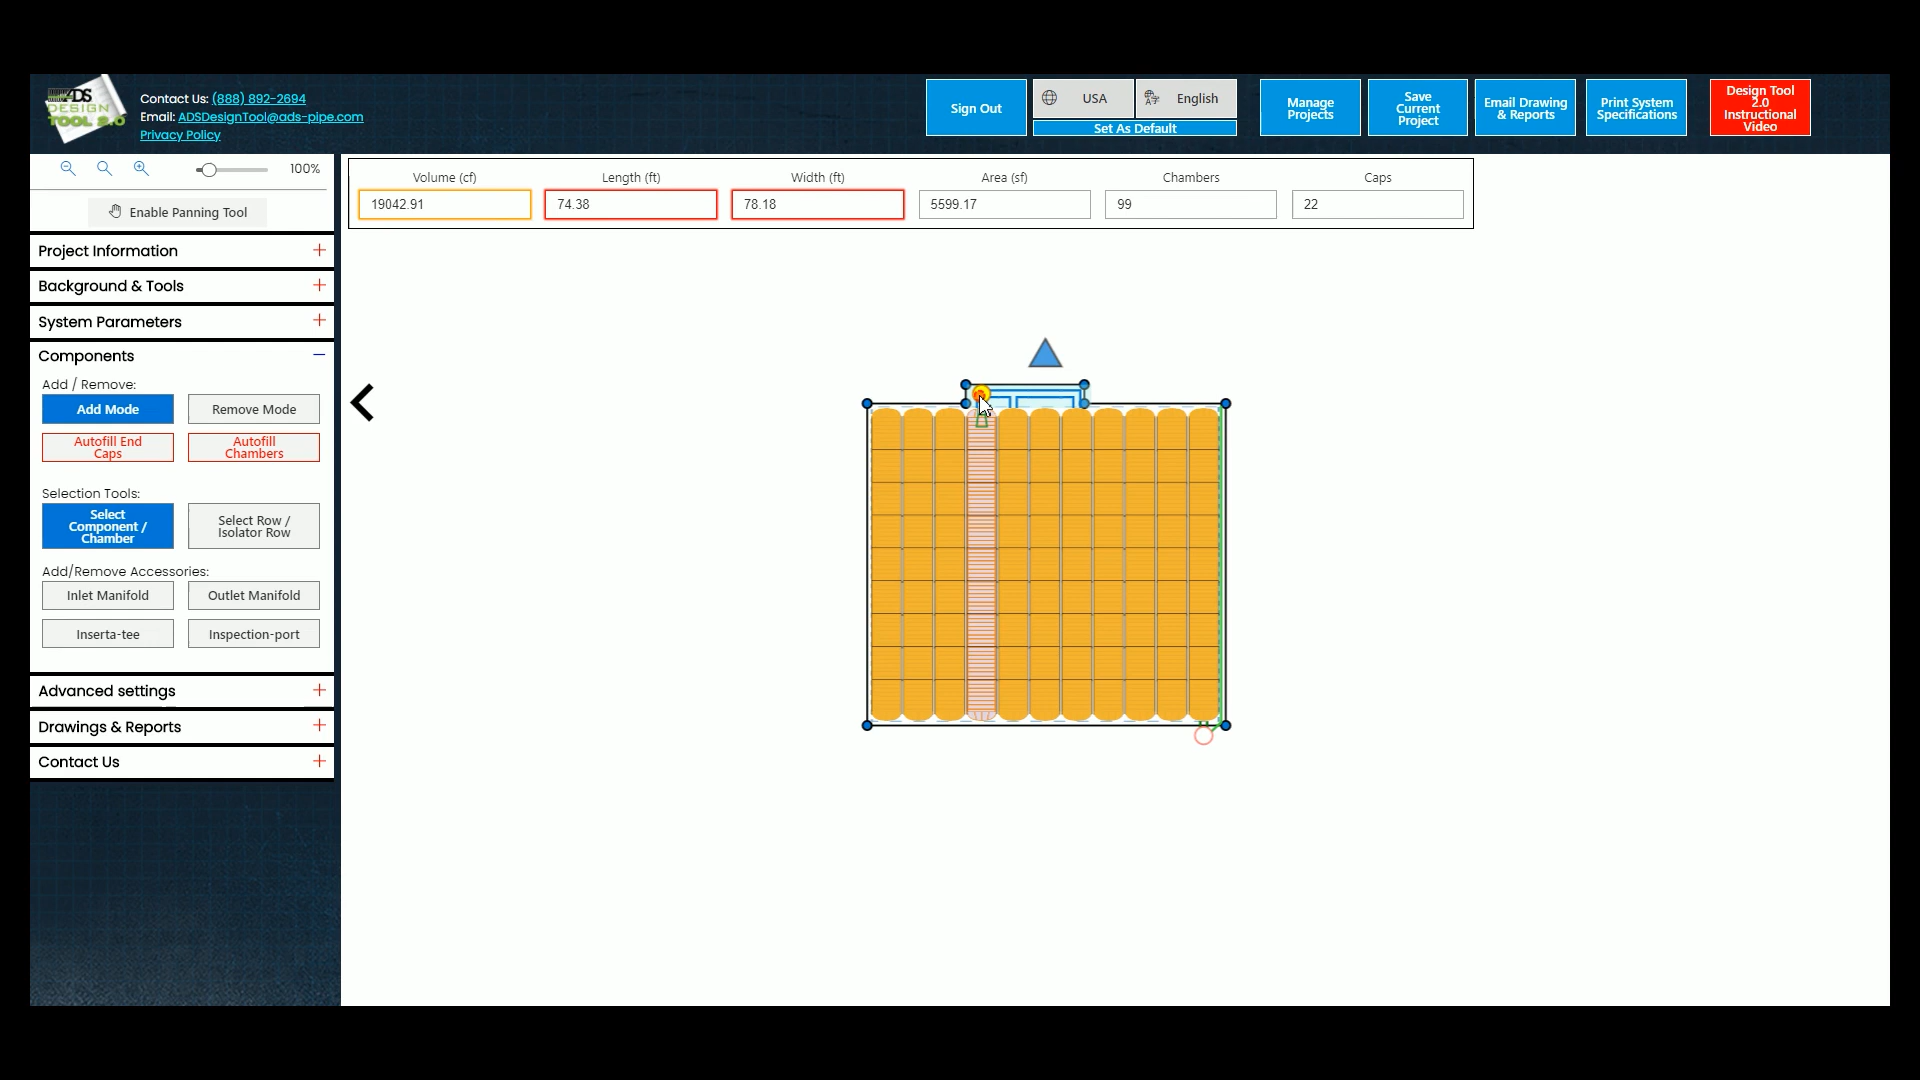 ADS
DESIGN
TOOL 2.0
Contact Us: (888) 892-2694
Email: ADSDesignTool@ads-pipe.com
Privacy Policy
Sign Out
USA
English
Set As Default
Manage
Projects
Save
Current
Project
Email Drawing
& Reports
Print System
Specifications
Design Tool
2.0
Instructional
Video
100%
Enable Panning Tool
Project Information
Background & Tools
System Parameters
Components
Add / Remove:
Add Mode
Remove Mode
Autofill End
Caps
Autofill
Chambers
Selection Tools:
Select
Component /
Chamber
Select Row /
Isolator Row
Add/Remove Accessories:
Inlet Manifold
Outlet Manifold
Inserta-tee
Inspection-port
Advanced settings
Drawings & Reports
Contact Us
Volume (cf)
Length (ft)
Width (ft)
Area (sf)
Chambers
Caps
19042.91
74.38
78.18
5599.17
99
22